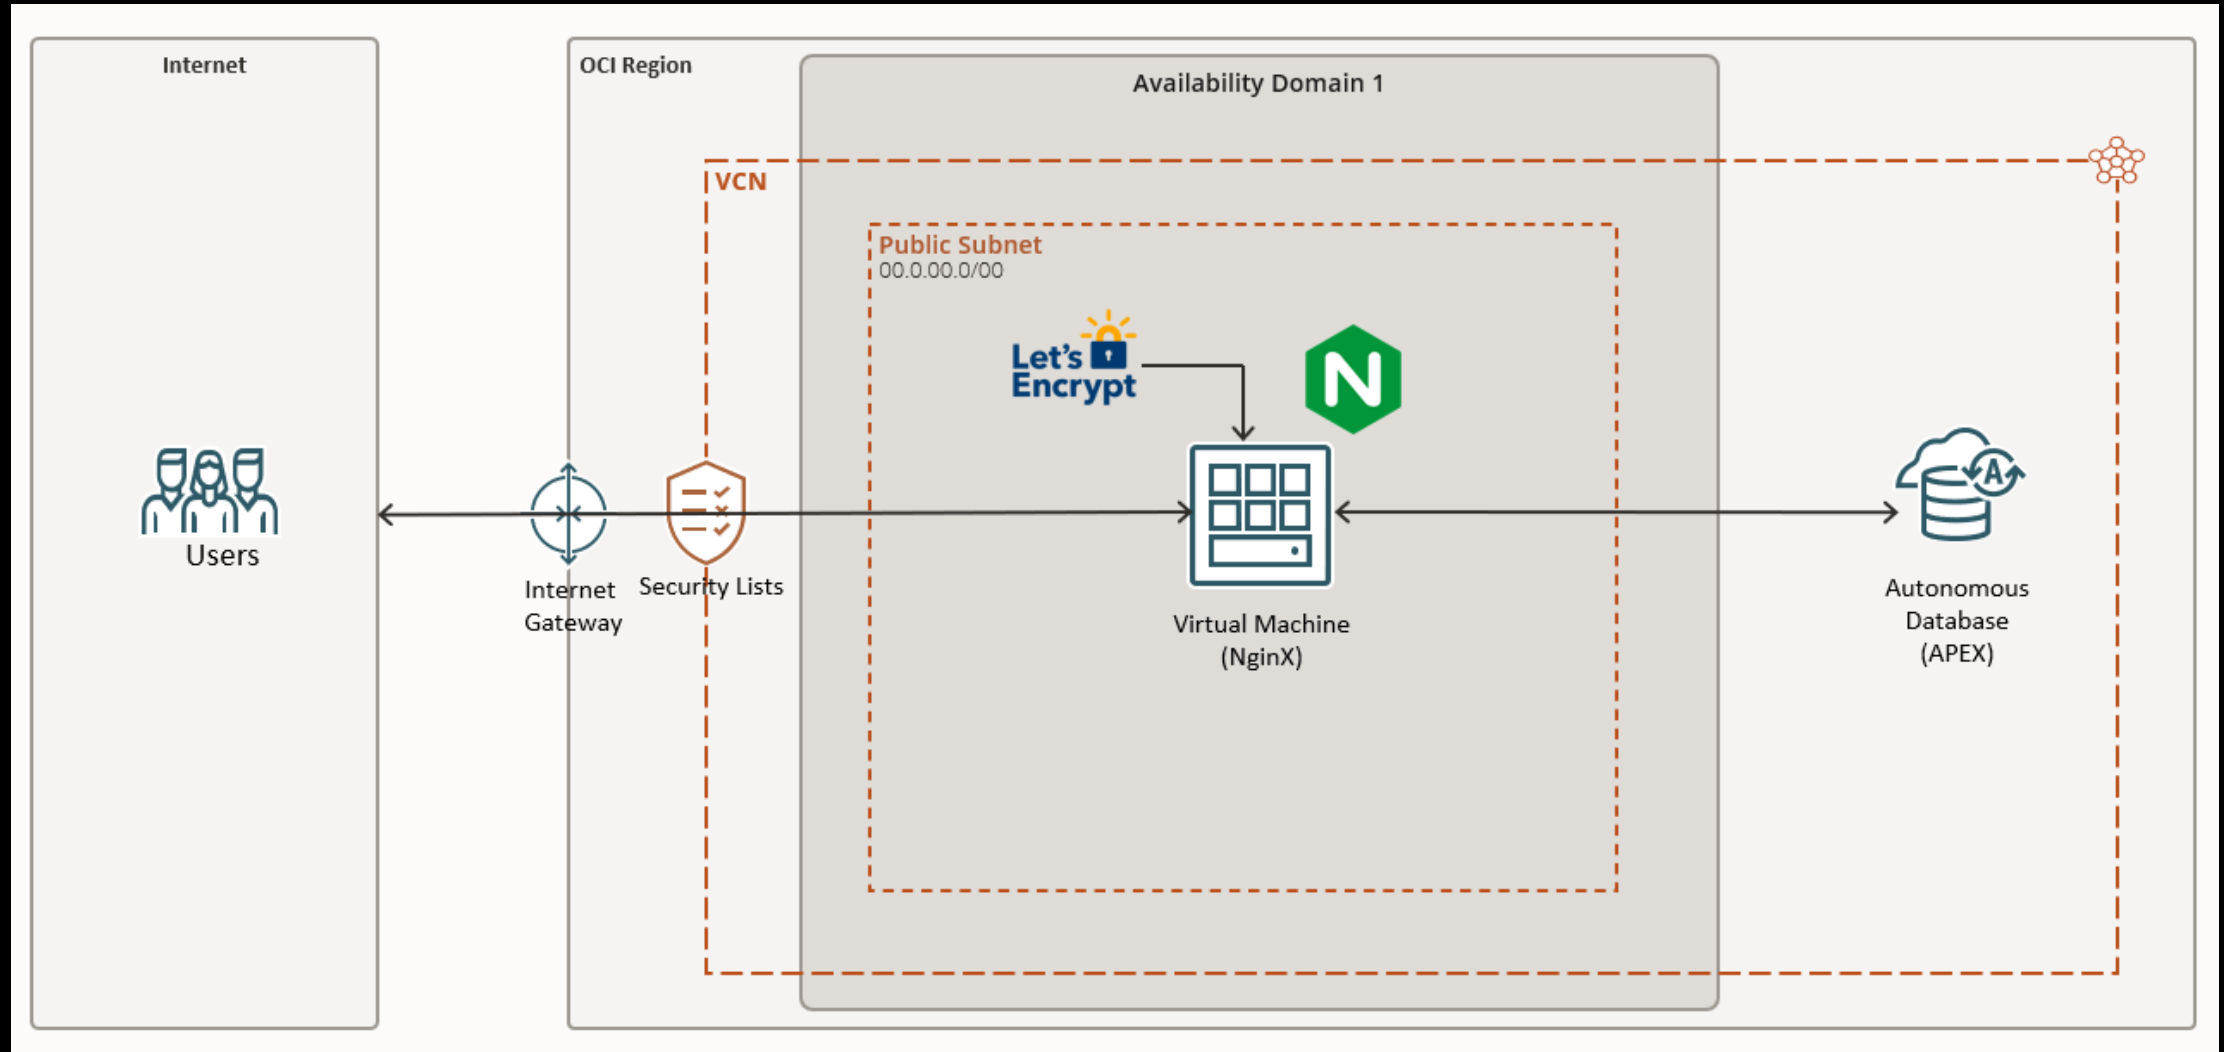 Internet
OCI Region
Availability Domain 1
VCN
Public Subnet
00.0.00.0/00
Let's
Encrypt
N
A
Users
Internet
Gateway
Security Lists
Virtual Machine
(NginX)
Autonomous
Database
(APEX)